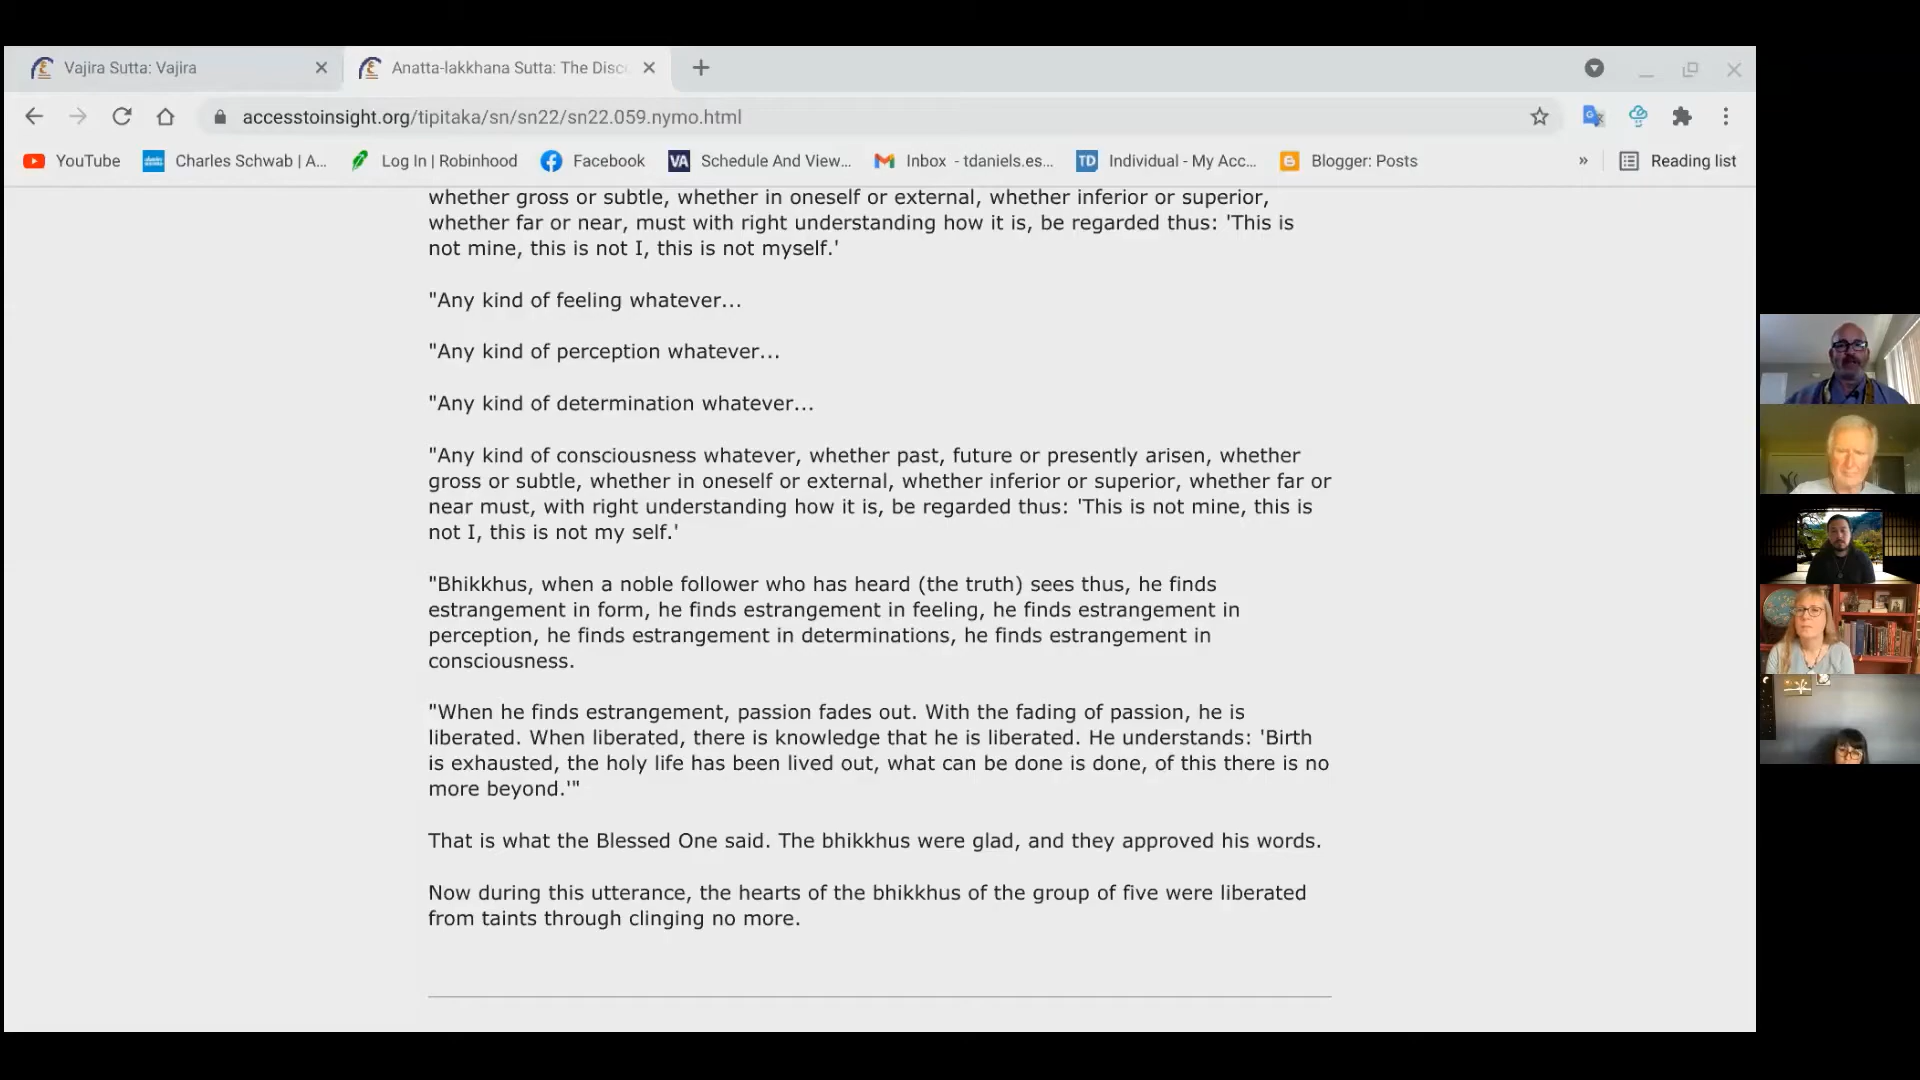 Vajira Sutta: Vajira
Anatta-lakkhana Sutta: The Disc
accesstoinsight.org/tipitaka/sn/sn22/sn22.059.nymo.html
YouTube
Charles Schwab | A...
Log In | Robinhood
Facebook
VA
Schedule And View...
Inbox - tdaniels.es...
TD
Individual - My Acc...
Blogger: Posts
»
Reading list
whether gross or subtle, whether in oneself or external, whether inferior or superior,
whether far or near, must with right understanding how it is, be regarded thus: 'This is
not mine, this is not I, this is not myself.'
"Any kind of feeling whatever...
"Any kind of perception whatever...
"Any kind of determination whatever...
"Any kind of consciousness whatever, whether past, future or presently arisen, whether
gross or subtle, whether in oneself or external, whether inferior or superior, whether far or
near must, with right understanding how it is, be regarded thus: 'This is not mine, this is
not I, this is not my self.'
"Bhikkhus, when a noble follower who has heard (the truth) sees thus, he finds
estrangement in form, he finds estrangement in feeling, he finds estrangement in
perception, he finds estrangement in determinations, he finds estrangement in
consciousness.
"When he finds estrangement, passion fades out. With the fading of passion, he is
liberated. When liberated, there is knowledge that he is liberated. He understands: 'Birth
is exhausted, the holy life has been lived out, what can be done is done, of this there is no
more beyond.'"
That is what the Blessed One said. The bhikkhus were glad, and they approved his words.
Now during this utterance, the hearts of the bhikkhus of the group of five were liberated
from taints through clinging no more.